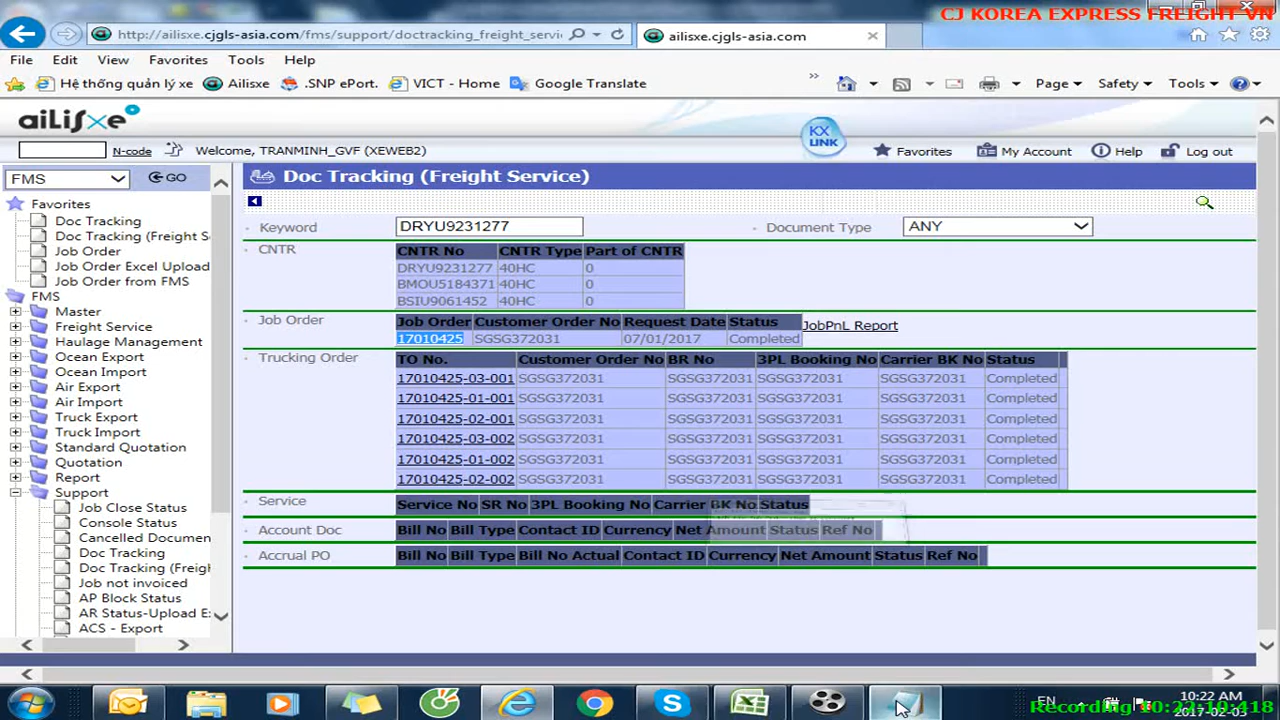 CJ KOREA EXPRESS FREIGHT VN
http://ailisxe.cjgls-asia.com/fms/support/doctracking_freight_servi
ailisxe.cjgls-asia.com
File Edit View Favorites Tools Help
Hệ thống quản lý xe Ailisxe .SNP ePort. VICT - Home Google Translate » Page Safety Tools
ailisxe
KX LINK
N-code Welcome, TRANMINH_GVF (XEWEB2) Favorites My Account Help Log out
FMS GO
Doc Tracking (Freight Service)
Favorites
Doc Tracking
Doc Tracking (Freight S
Job Order
Job Order Excel Upload
Job Order from FMS
FMS
Master
Freight Service
Haulage Management
Ocean Export
Ocean Import
Air Export
Air Import
Truck Export
Truck Import
Standard Quotation
Quotation
Report
Support
Job Close Status
Console Status
Cancelled Documen
Doc Tracking
Doc Tracking (Freigh
Job not invoiced
AP Block Status
AR Status-Upload E
ACS - Export
Keyword DRYU9231277 Document Type ANY
CNTR CNTR No CNTR Type Part of CNTR
DRYU9231277 40HC 0
BMOU5184371 40HC 0
BSIU9061452 40HC 0
Job Order Job Order Customer Order No Request Date Status JobPnL Report
17010425 SGSG372031 07/01/2017 Completed
Trucking Order TO No. Customer Order No BR No 3PL Booking No Carrier BK No Status
17010425-03-001 SGSG372031 SGSG372031 SGSG372031 SGSG372031 Completed
17010425-01-001 SGSG372031 SGSG372031 SGSG372031 SGSG372031 Completed
17010425-02-001 SGSG372031 SGSG372031 SGSG372031 SGSG372031 Completed
17010425-03-002 SGSG372031 SGSG372031 SGSG372031 SGSG372031 Completed
17010425-01-002 SGSG372031 SGSG372031 SGSG372031 SGSG372031 Completed
17010425-02-002 SGSG372031 SGSG372031 SGSG372031 SGSG372031 Completed
Service Service No SR No 3PL Booking No Carrier BK No Status
Account Doc Bill No Bill Type Contact ID Currency Net Amount Status Ref No
Accrual PO Bill No Bill Type Bill No Actual Contact ID Currency Net Amount Status Ref No
EN 10:22 AM
2017-02-03